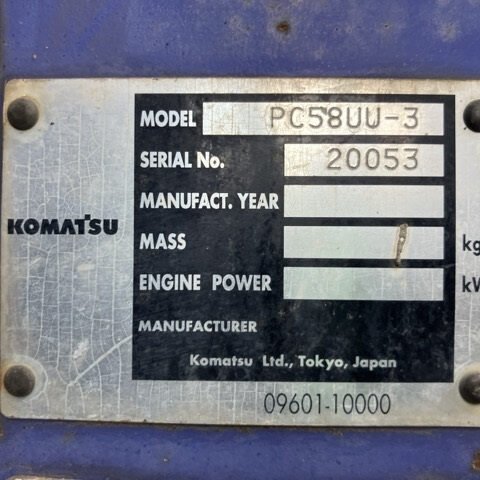 MODEL PC58UU-3
SERIAL No. 20053
MANUFACT. YEAR
KOMATSU
MASS kg
ENGINE POWER kW
MANUFACTURER
Komatsu Ltd., Tokyo, Japan
09601-10000